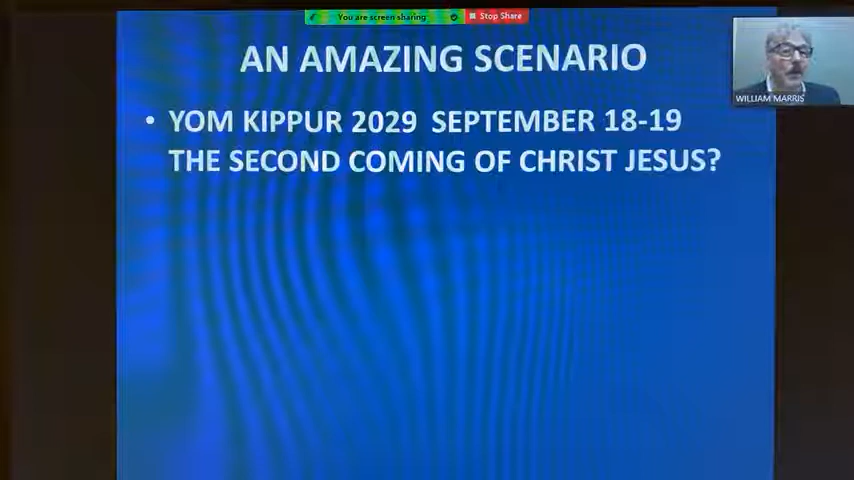 You are screen sharing
Stop Share
AN AMAZING SCENARIO
WILLIAM MARRIS
• YOM KIPPUR 2029 SEPTEMBER 18-19
THE SECOND COMING OF CHRIST JESUS?